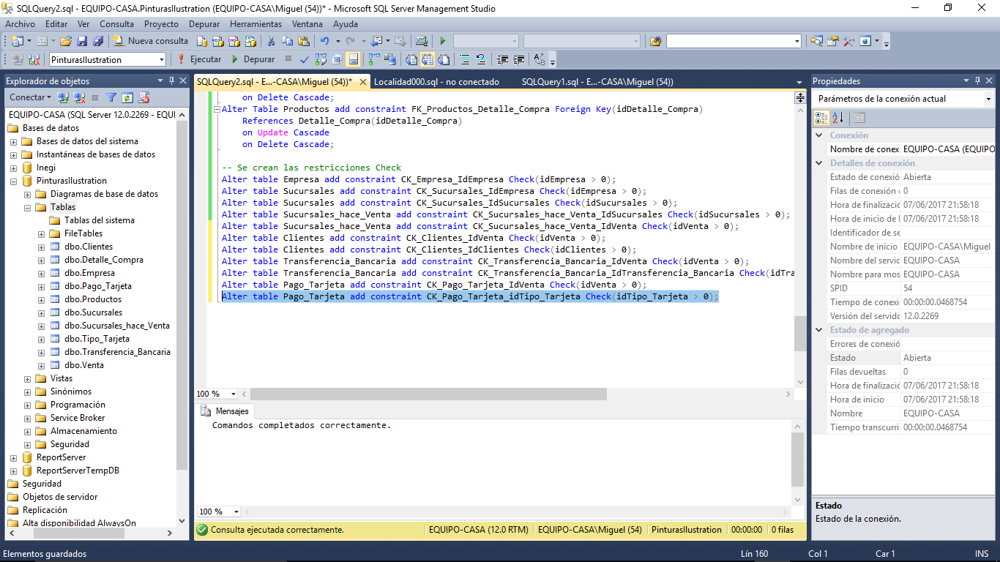 SQLQuery2.sql - EQUIPO-CASA.PinturasIlustration (EQUIPO-CASA\Miguel (54))* - Microsoft SQL Server Management Studio
Archivo Editar Ver Consulta Proyecto Depurar Herramientas Ventana Ayuda
Nueva consulta
PinturasIlustration Ejecutar Depurar
Explorador de objetos
Conectar
EQUIPO-CASA (SQL Server 12.0.2269 - EQUI
Bases de datos
Bases de datos del sistema
Instantáneas de bases de datos
Inegi
PinturasIlustration
Diagramas de base de datos
Tablas
Tablas del sistema
FileTables
dbo.Clientes
dbo.Detalle_Compra
dbo.Empresa
dbo.Pago_Tarjeta
dbo.Productos
dbo.Sucursales
dbo.Sucursales_hace_Venta
dbo.Tipo_Tarjeta
dbo.Transferencia_Bancaria
dbo.Venta
Vistas
Sinónimos
Programación
Service Broker
Almacenamiento
Seguridad
ReportServer
ReportServerTempDB
Seguridad
Objetos de servidor
Replicación
Alta disponibilidad AlwaysOn
SQLQuery2.sql - E...-CASA\Miguel (54))* Localidad000.sql - no conectado SQLQuery1.sql - E...-CASA\Miguel (54))
on Delete Cascade;
Alter Table Productos add constraint FK_Productos_Detalle_Compra Foreign Key(idDetalle_Compra)
References Detalle_Compra(idDetalle_Compra)
on Update Cascade
on Delete Cascade;
-- Se crean las restricciones Check
Alter table Empresa add constraint CK_Empresa_IdEmpresa Check(idEmpresa > 0);
Alter table Sucursales add constraint CK_Sucursales_IdEmpresa Check(idEmpresa > 0);
Alter table Sucursales add constraint CK_Sucursales_IdSucursales Check(idSucursales > 0);
Alter table Sucursales_hace_Venta add constraint CK_Sucursales_hace_Venta_IdSucursales Check(idSucursales > 0);
Alter table Sucursales_hace_Venta add constraint CK_Sucursales_hace_Venta_IdVenta Check(idVenta > 0);
Alter table Clientes add constraint CK_Clientes_IdVenta Check(idVenta > 0);
Alter table Clientes add constraint CK_Clientes_IdClientes Check(idClientes > 0);
Alter table Transferencia_Bancaria add constraint CK_Transferencia_Bancaria_IdVenta Check(idVenta > 0);
Alter table Transferencia_Bancaria add constraint CK_Transferencia_Bancaria_IdTransferencia_Bancaria Check(idTra
Alter table Pago_Tarjeta add constraint CK_Pago_Tarjeta_IdVenta Check(idVenta > 0);
Alter table Pago_Tarjeta add constraint CK_Pago_Tarjeta_idTipo_Tarjeta Check(idTipo_Tarjeta > 0);
100 %
Mensajes
Comandos completados correctamente.
100 %
Consulta ejecutada correctamente. EQUIPO-CASA (12.0 RTM) EQUIPO-CASA\Miguel (54) PinturasIlustration 00:00:00 0 filas
Propiedades
Parámetros de la conexión actual
Conexión
Nombre de conex EQUIPO-CASA (EQUIPO
Detalles de conexión
Estado de conexió Abierta
Filas de conexión 0
Hora de finalizació 07/06/2017 21:58:18
Hora de inicio de 07/06/2017 21:58:18
Identificador de se
Nombre de inicio EQUIPO-CASA\Miguel
Nombre del servid EQUIPO-CASA
Nombre para mos EQUIPO-CASA
SPID 54
Tiempo de conexi 00:00:00.0468754
Versión del servido 12.0.2269
Estado de agregado
Errores de conexió
Estado Abierta
Filas devueltas 0
Hora de finalizació 07/06/2017 21:58:18
Hora de inicio 07/06/2017 21:58:18
Nombre EQUIPO-CASA
Tiempo transcurri 00:00:00.0468754
Estado
Estado de la conexión.
Elementos guardados Lín 160 Col 1 Car 1 INS